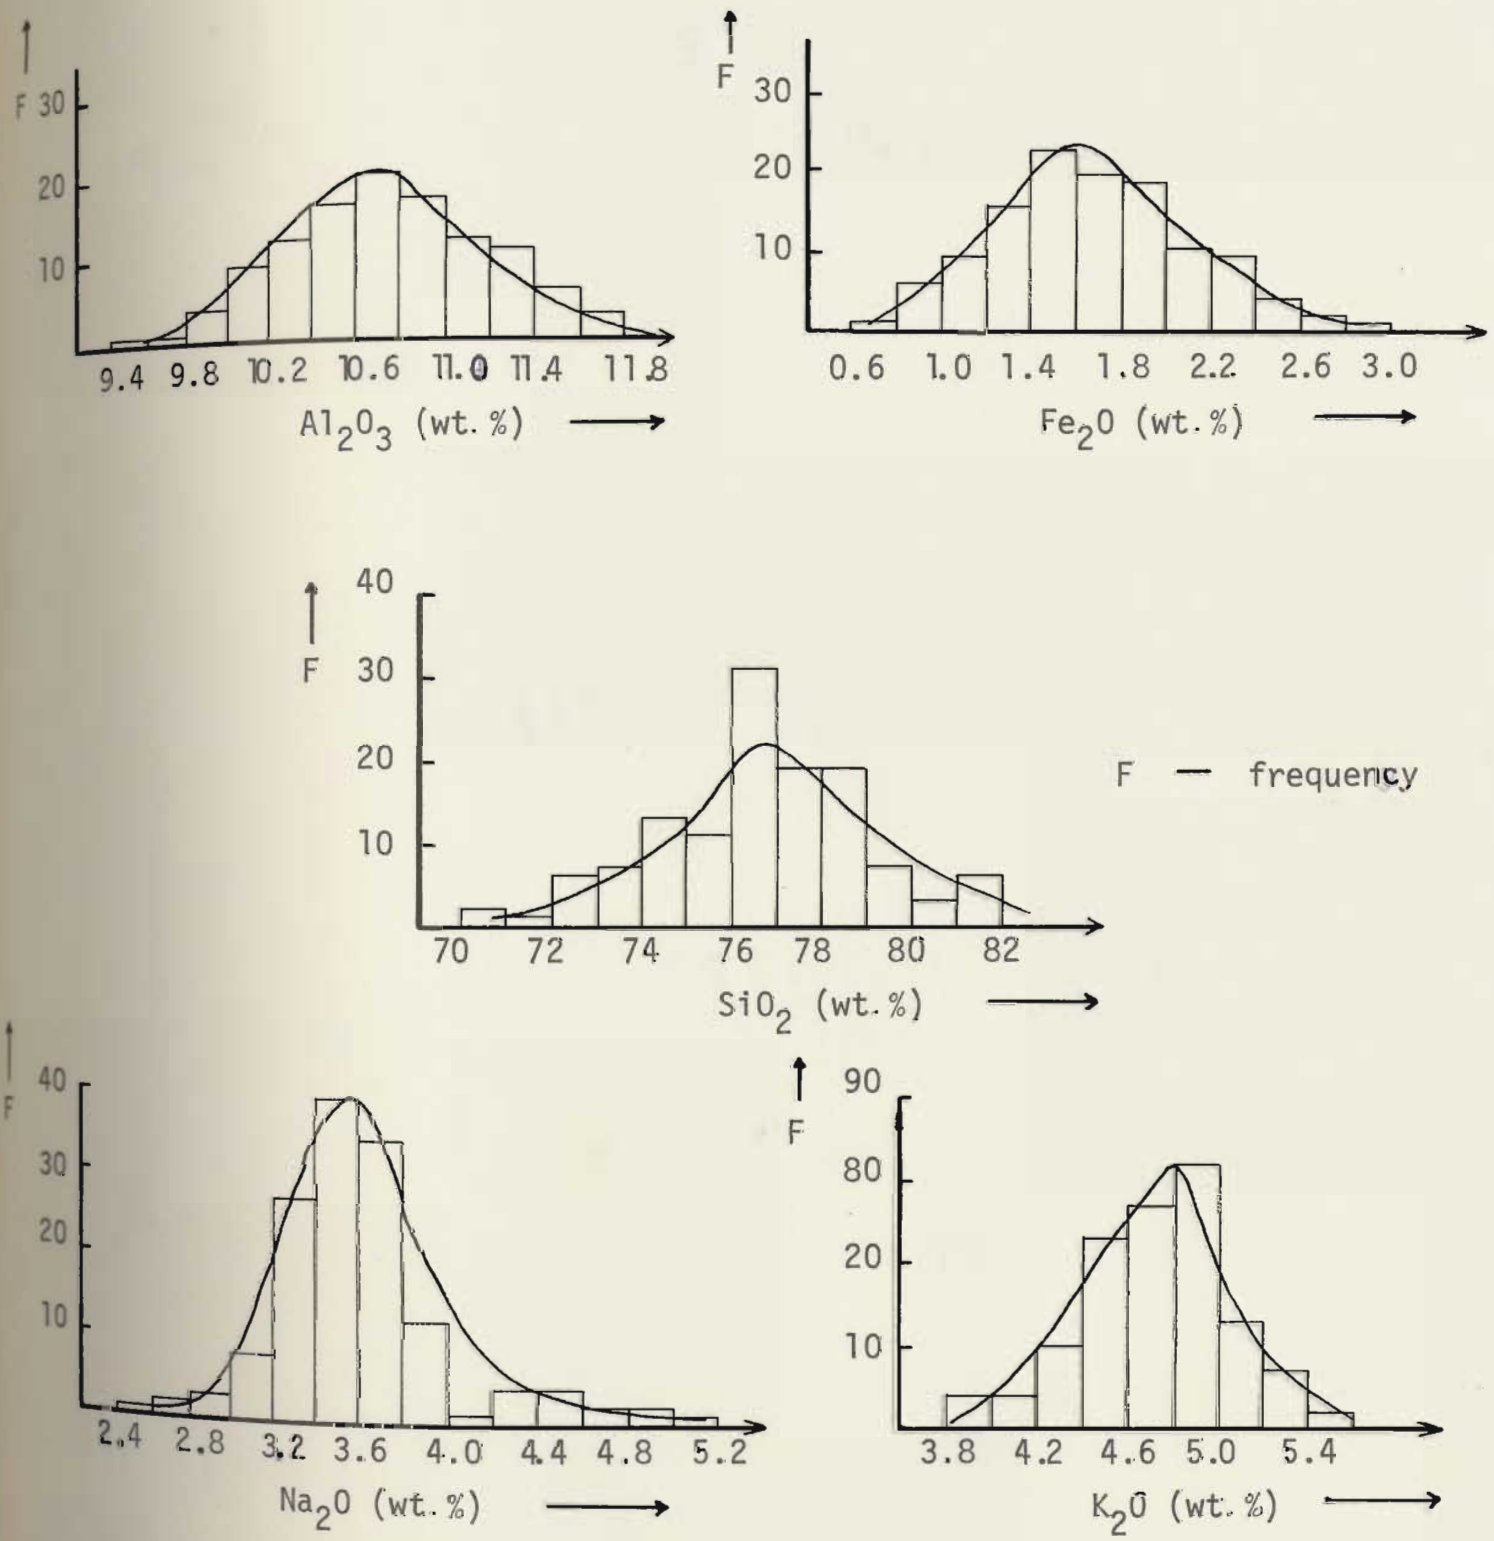 F 30
20
10
9.4 9.8 10.2 10.6 11.0 11.4 11.8
Al₂O₃ (wt.%)
F
30
20
10
0.6 1.0 1.4 1.8 2.2 2.6 3.0
Fe₂O (wt.%)
40
F 30
20
10
70 72 74 76 78 80 82
SiO₂ (wt.%)
F — frequency
40
F
30
20
10
2.4 2.8 3.2 3.6 4.0 4.4 4.8 5.2
Na₂O (wt.%)
90
F
80
20
10
3.8 4.2 4.6 5.0 5.4
K₂O (wt.%)